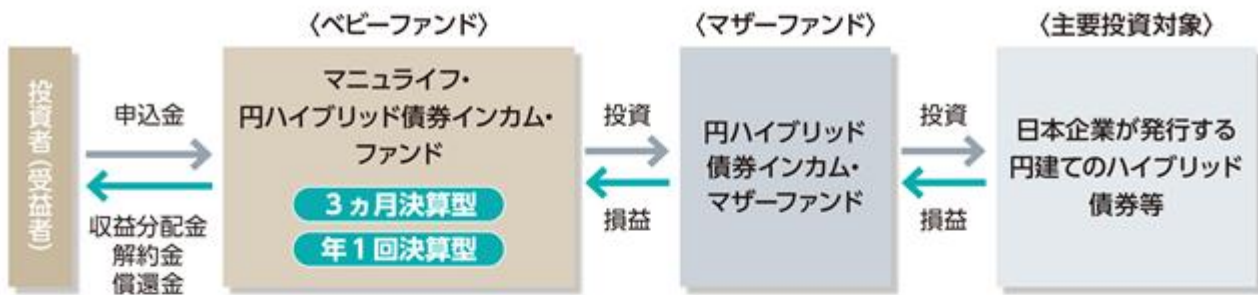 〈ベビーファンド〉
〈マザーファンド〉
〈主要投資対象〉
投資者(受益者)
申込金
収益分配金
解約金
償還金
マニュライフ・
円ハイブリッド債券インカム・
ファンド
3ヵ月決算型
年1回決算型
投資
損益
円ハイブリッド
債券インカム・
マザーファンド
投資
損益
日本企業が発行する
円建てのハイブリッド
債券等